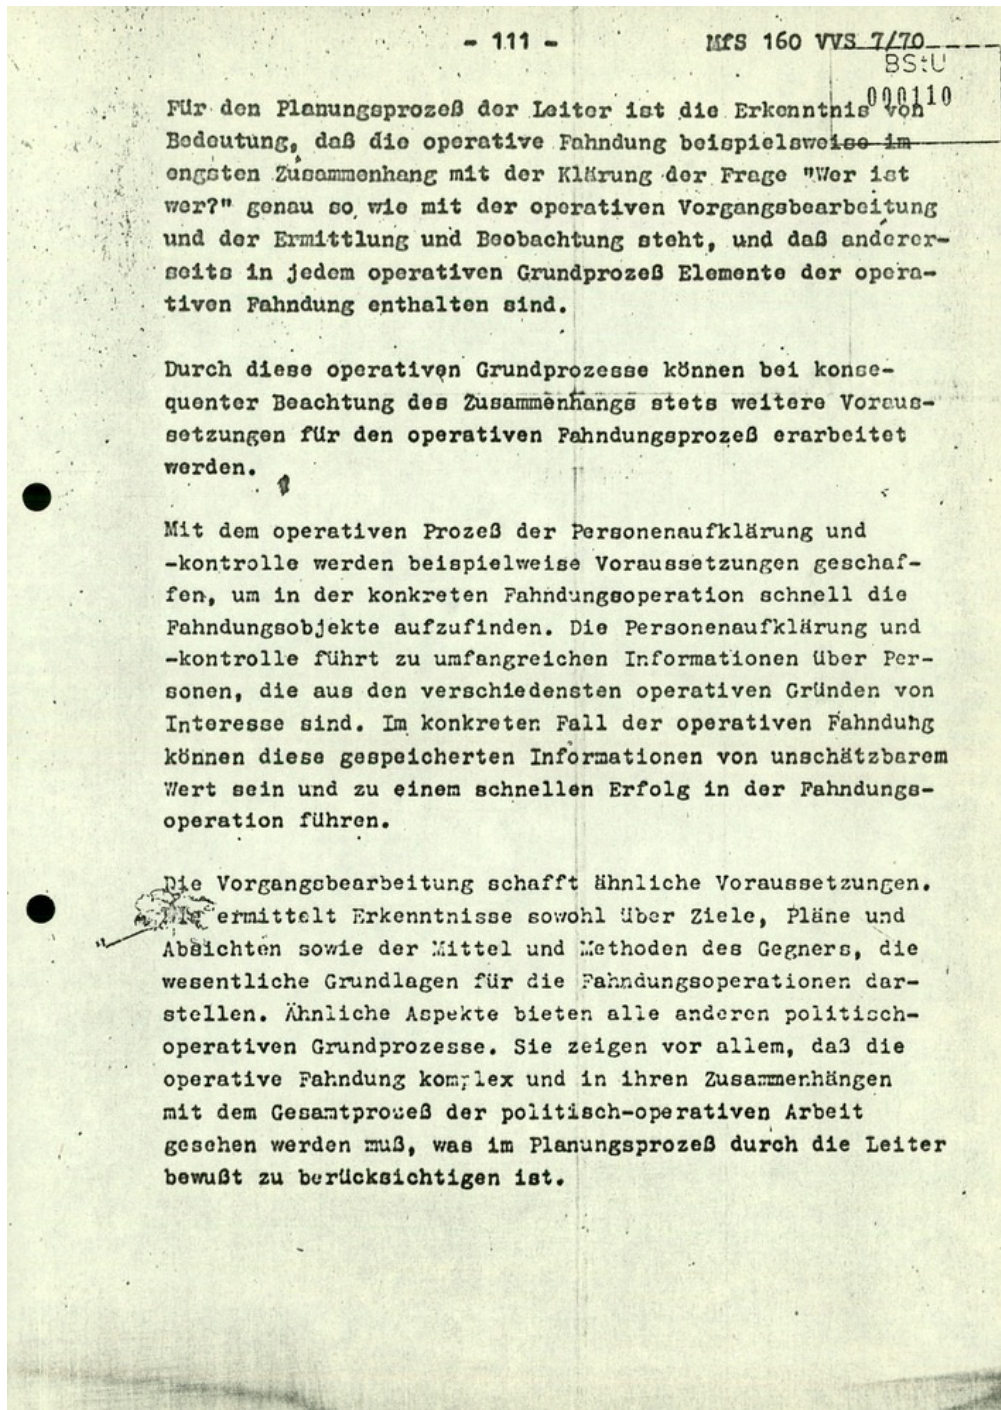 - 111 -
MfS 160 VVS 7/70
BStU
000110
Für den Planungsprozeß der Leiter ist die Erkenntnis von
Bedeutung, daß die operative Fahndung beispielsweise im
engsten Zusammenhang mit der Klärung der Frage "Wer ist
wer?" genau so wie mit der operativen Vorgangsbearbeitung
und der Ermittlung und Beobachtung steht, und daß anderer-
seits in jedem operativen Grundprozeß Elemente der opera-
tiven Fahndung enthalten sind.
Durch diese operativen Grundprozesse können bei konse-
quenter Beachtung des Zusammenhangs stets weitere Voraus-
setzungen für den operativen Fahndungsprozeß erarbeitet
werden.
Mit dem operativen Prozeß der Personenaufklärung und
-kontrolle werden beispielweise Voraussetzungen geschaf-
fen, um in der konkreten Fahndungsoperation schnell die
Fahndungsobjekte aufzufinden. Die Personenaufklärung und
-kontrolle führt zu umfangreichen Informationen über Per-
sonen, die aus den verschiedensten operativen Gründen von
Interesse sind. Im konkreten Fall der operativen Fahndung
können diese gespeicherten Informationen von unschätzbarem
Wert sein und zu einem schnellen Erfolg in der Fahndungs-
operation führen.
Die Vorgangsbearbeitung schafft ähnliche Voraussetzungen.
ermittelt Erkenntnisse sowohl über Ziele, Pläne und
Absichten sowie der Mittel und Methoden des Gegners, die
wesentliche Grundlagen für die Fahndungsoperationen dar-
stellen. Ähnliche Aspekte bieten alle anderen politisch-
operativen Grundprozesse. Sie zeigen vor allem, daß die
operative Fahndung komplex und in ihren Zusammenhängen
mit dem Gesamtprozeß der politisch-operativen Arbeit
gesehen werden muß, was im Planungsprozeß durch die Leiter
bewußt zu berücksichtigen ist.